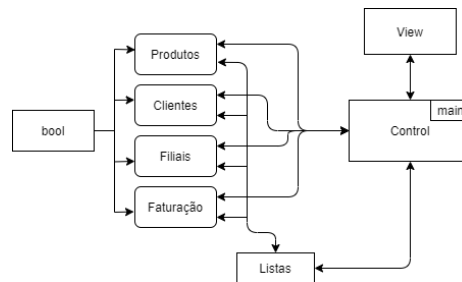 Produtos
View
Clientes
main
bool
Control
Filiais
Faturação
Listas